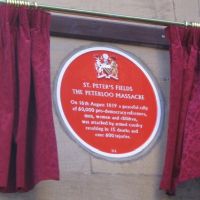 ST. PETER'S FIELDS
THE PETERLOO MASSACRE
On 16th August 1819 a peaceful rally
of 60,000 pro-democracy reformers,
men, women and children,
was attacked by armed cavalry
resulting in 15 deaths and
over 600 injuries.